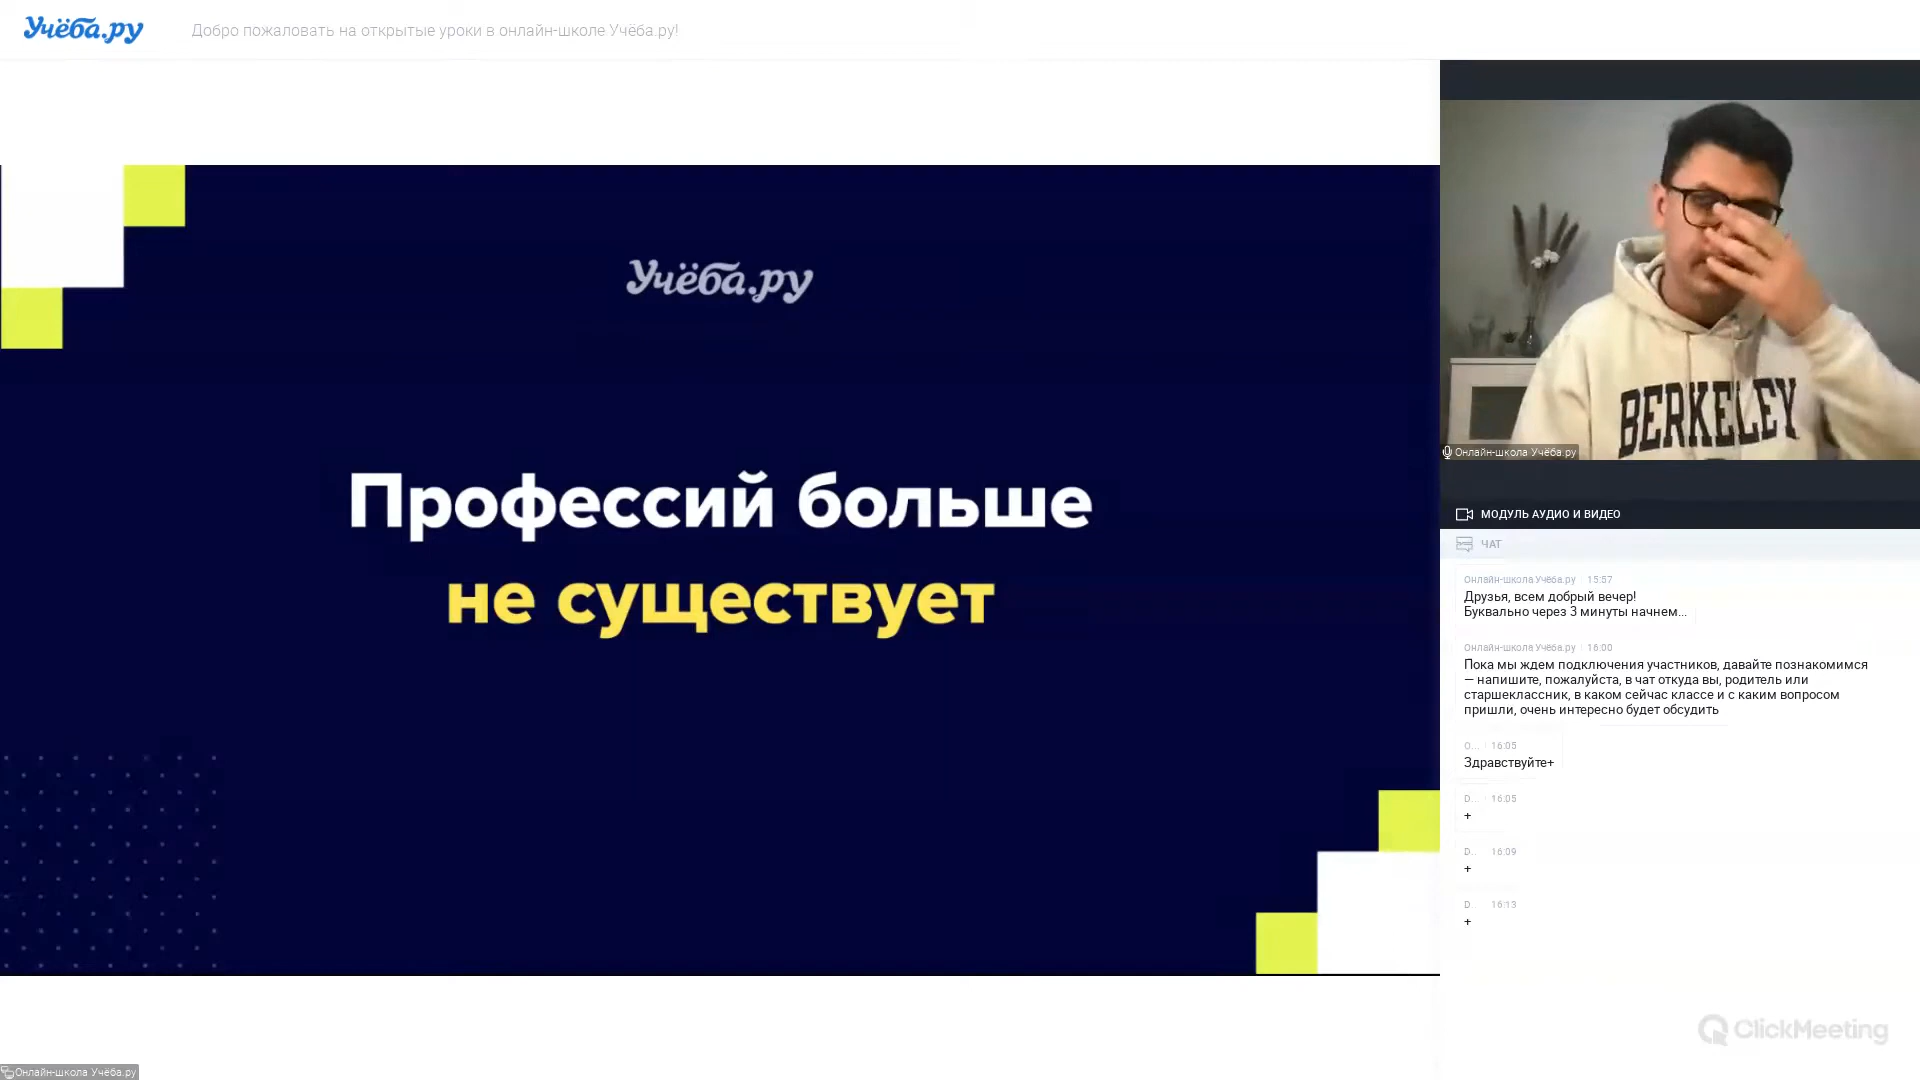 Учёба.ру
Добро пожаловать на открытые уроки в онлайн-школе Учёба.ру!
Учёба.ру
Профессий больше
не существует
BERKELEY
Онлайн-школа Учёба.ру
МОДУЛЬ АУДИО И ВИДЕО
ЧАТ
Онлайн-школа Учёба.ру 15:57
Друзья, всем добрый вечер!
Буквально через 3 минуты начнем...
Онлайн-школа Учёба.ру 16:00
Пока мы ждем подключения участников, давайте познакомимся
— напишите, пожалуйста, в чат откуда вы, родитель или
старшеклассник, в каком сейчас классе и с каким вопросом
пришли, очень интересно будет обсудить
О... 16:05
Здравствуйте+
D... 16:05
+
D... 16:09
+
D... 16:13
+
ClickMeeting
Онлайн-школа Учёба.ру